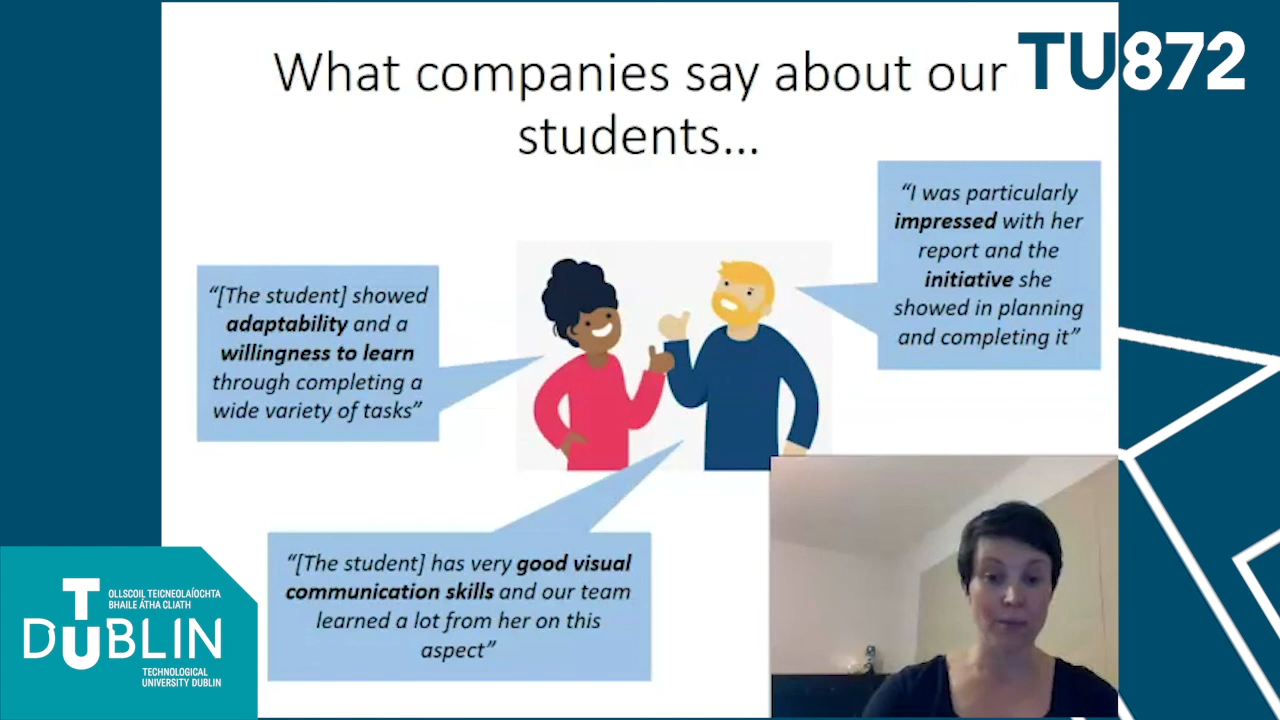 What companies say about our
students...
TU872
“I was particularly
impressed with her
report and the
initiative she
showed in planning
and completing it”
“[The student] showed
adaptability and a
willingness to learn
through completing a
wide variety of tasks”
“[The student] has very good visual
communication skills and our team
learned a lot from her on this
aspect”
OLLSCOIL TEICNEOLAÍOCHTA
BHAILE ÁTHA CLIATH
TU DUBLIN
TECHNOLOGICAL
UNIVERSITY DUBLIN